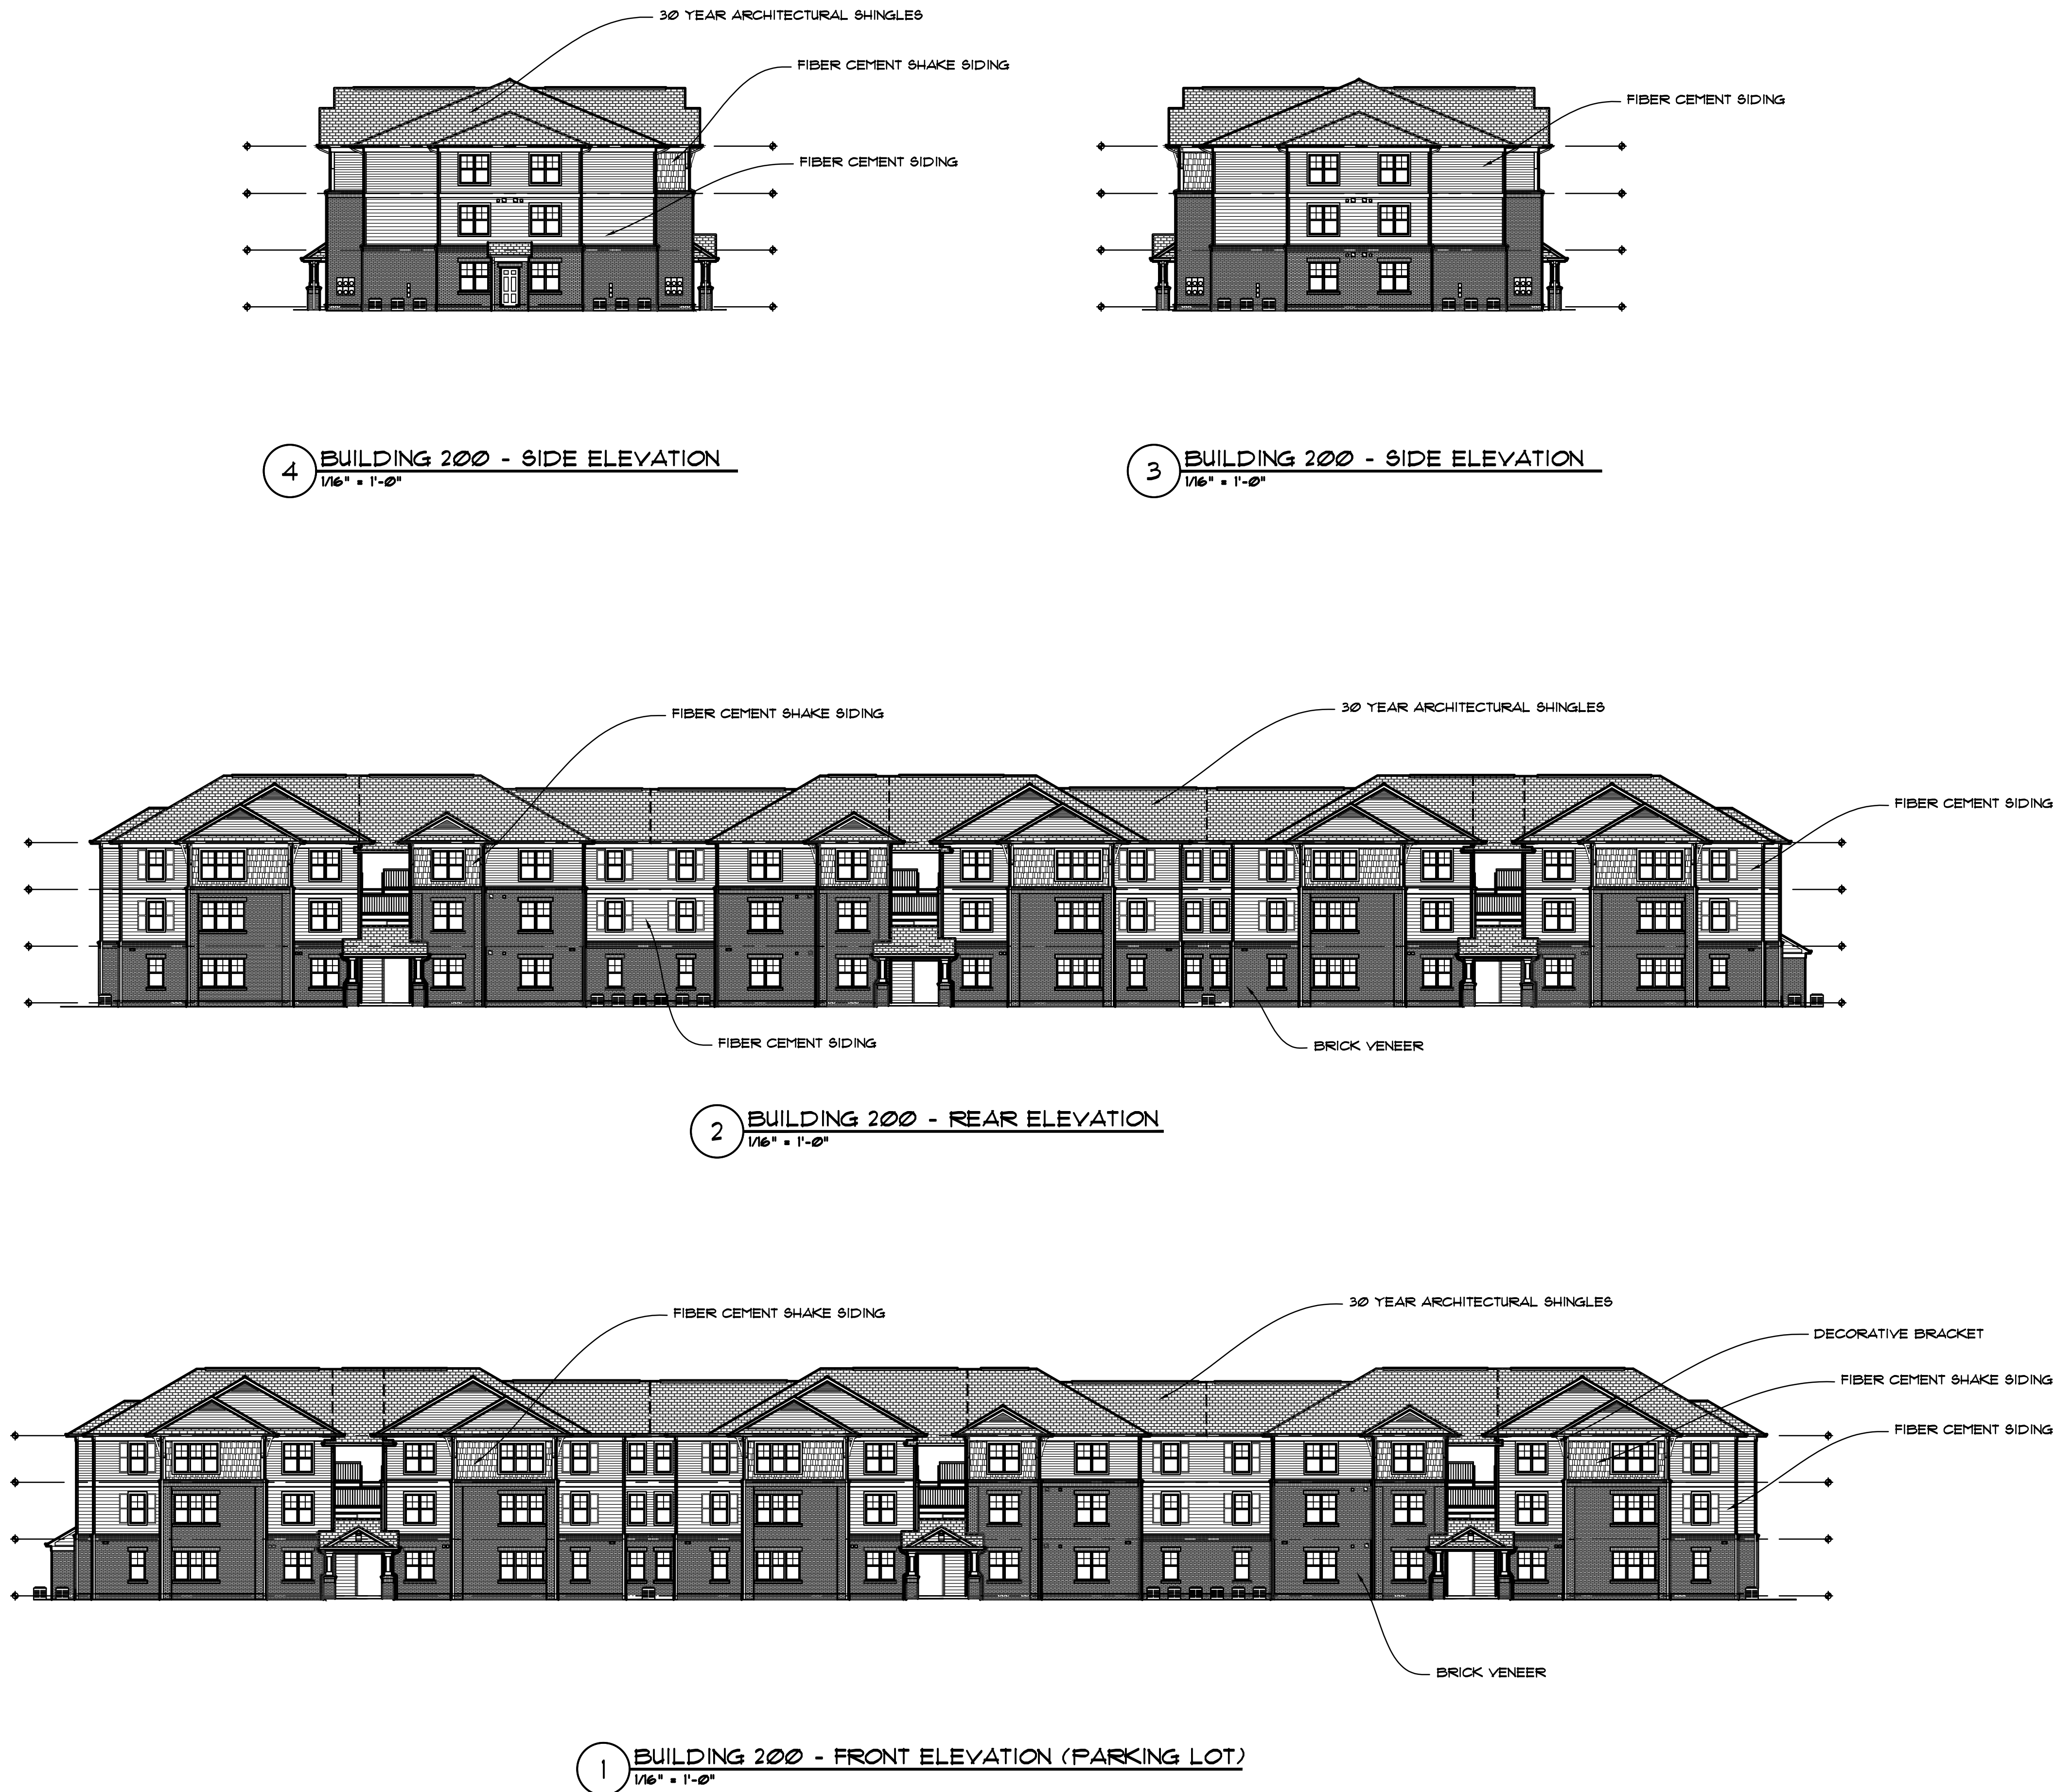 30 YEAR ARCHITECTURAL SHINGLES
FIBER CEMENT SHAKE SIDING
FIBER CEMENT SIDING
FIBER CEMENT SIDING
4
BUILDING 200 - SIDE ELEVATION
1/16" = 1'-0"
3
BUILDING 200 - SIDE ELEVATION
1/16" = 1'-0"
FIBER CEMENT SHAKE SIDING
30 YEAR ARCHITECTURAL SHINGLES
FIBER CEMENT SIDING
FIBER CEMENT SIDING
BRICK VENEER
2
BUILDING 200 - REAR ELEVATION
1/16" = 1'-0"
FIBER CEMENT SHAKE SIDING
30 YEAR ARCHITECTURAL SHINGLES
DECORATIVE BRACKET
FIBER CEMENT SHAKE SIDING
FIBER CEMENT SIDING
BRICK VENEER
1
BUILDING 200 - FRONT ELEVATION (PARKING LOT)
1/16" = 1'-0"